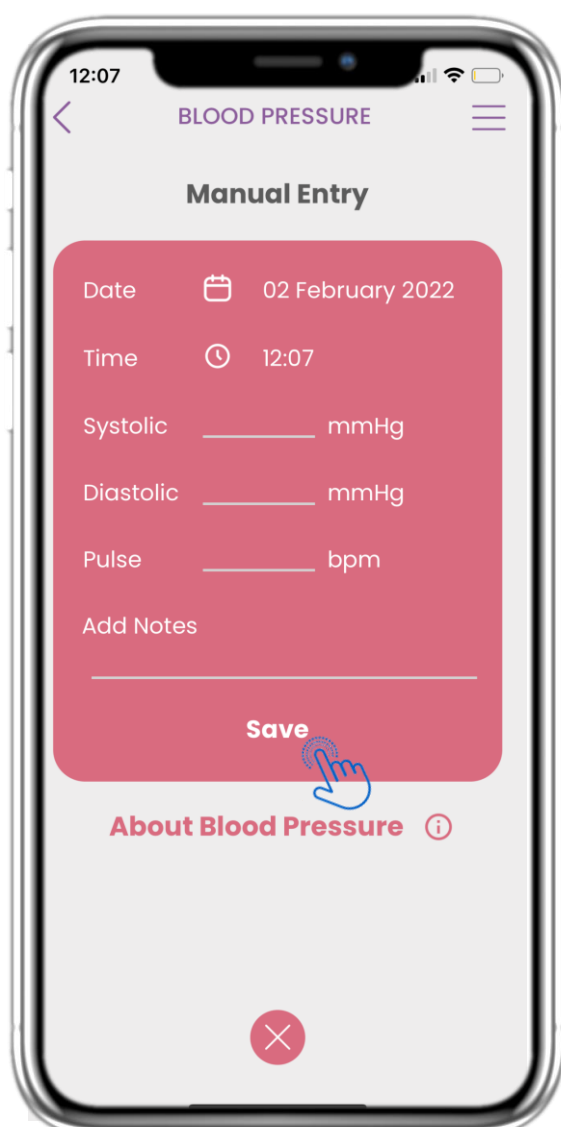 12:07
BLOOD PRESSURE
Manual Entry
Date 02 February 2022
Time 12:07
Systolic mmHg
Diastolic mmHg
Pulse bpm
Add Notes
Save
About Blood Pressure